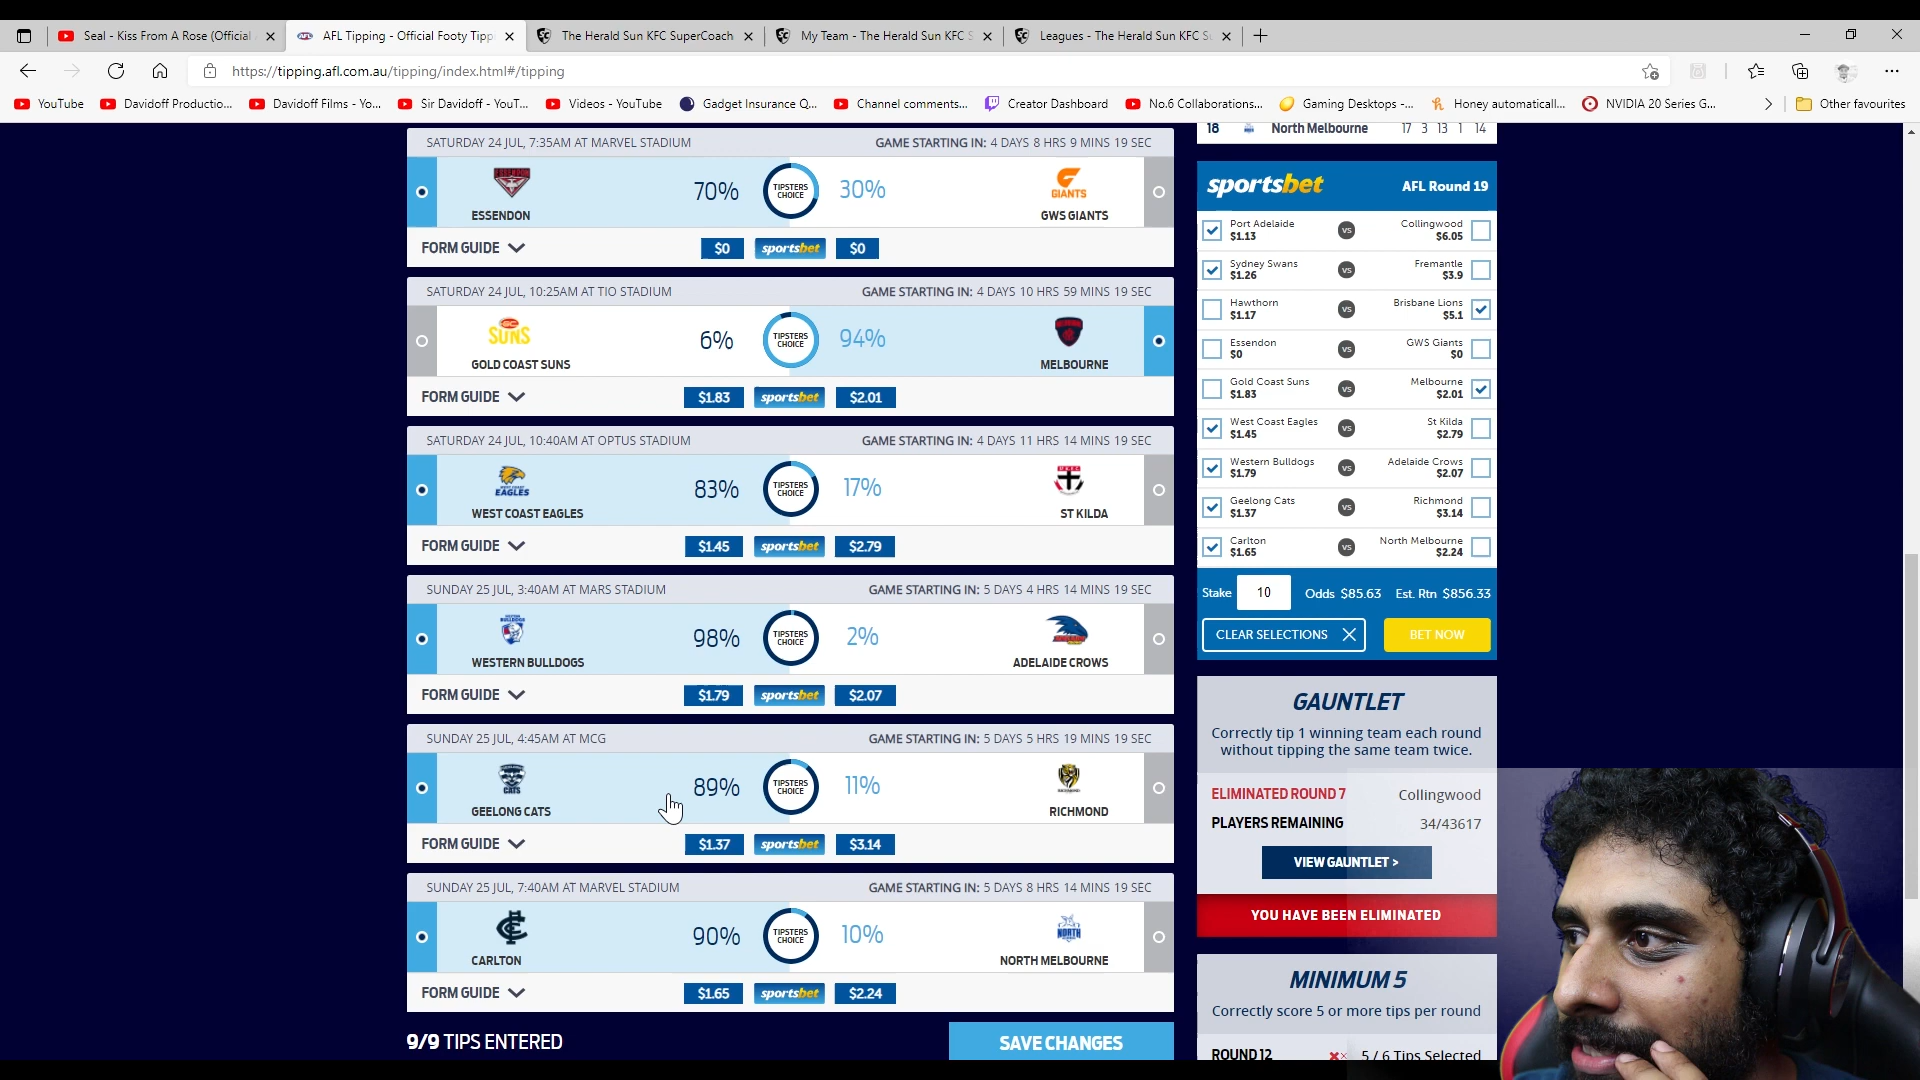 Seal - Kiss From A Rose (Official
AFL Tipping - Official Footy Tipp
The Herald Sun KFC SuperCoach
My Team - The Herald Sun KFC S
Leagues - The Herald Sun KFC Su
https://tipping.afl.com.au/tipping/index.html#/tipping
YouTube
Davidoff Productio...
Davidoff Films - Yo...
Sir Davidoff - YouT...
Videos - YouTube
Gadget Insurance Q...
Channel comments...
Creator Dashboard
No.6 Collaborations...
Gaming Desktops -...
Honey automaticall...
NVIDIA 20 Series G...
Other favourites
SATURDAY 24 JUL, 7:35AM AT MARVEL STADIUM
GAME STARTING IN: 4 DAYS 8 HRS 9 MINS 19 SEC
ESSENDON
70%
TIPSTERS CHOICE
30%
GIANTS
GWS GIANTS
FORM GUIDE
$0 sportsbet $0
SATURDAY 24 JUL, 10:25AM AT TIO STADIUM
GAME STARTING IN: 4 DAYS 10 HRS 59 MINS 19 SEC
SUNS
GOLD COAST SUNS
6%
TIPSTERS CHOICE
94%
MELBOURNE
FORM GUIDE
$1.83 sportsbet $2.01
SATURDAY 24 JUL, 10:40AM AT OPTUS STADIUM
GAME STARTING IN: 4 DAYS 11 HRS 14 MINS 19 SEC
EAGLES
WEST COAST EAGLES
83%
TIPSTERS CHOICE
17%
ST KILDA
FORM GUIDE
$1.45 sportsbet $2.79
SUNDAY 25 JUL, 3:40AM AT MARS STADIUM
GAME STARTING IN: 5 DAYS 4 HRS 14 MINS 19 SEC
WESTERN BULLDOGS
98%
TIPSTERS CHOICE
2%
ADELAIDE CROWS
FORM GUIDE
$1.79 sportsbet $2.07
SUNDAY 25 JUL, 4:45AM AT MCG
GAME STARTING IN: 5 DAYS 5 HRS 19 MINS 19 SEC
CATS
GEELONG CATS
89%
TIPSTERS CHOICE
11%
RICHMOND
FORM GUIDE
$1.37 sportsbet $3.14
SUNDAY 25 JUL, 7:40AM AT MARVEL STADIUM
GAME STARTING IN: 5 DAYS 8 HRS 14 MINS 19 SEC
CARLTON
90%
TIPSTERS CHOICE
10%
NORTH
NORTH MELBOURNE
FORM GUIDE
$1.65 sportsbet $2.24
9/9 TIPS ENTERED
SAVE CHANGES
18 North Melbourne 17 3 13 1 14
sportsbet AFL Round 19
Port Adelaide vs Collingwood
$1.13 $6.05
Sydney Swans vs Fremantle
$1.26 $3.9
Hawthorn vs Brisbane Lions
$1.17 $5.1
Essendon vs GWS Giants
$0 $0
Gold Coast Suns vs Melbourne
$1.83 $2.01
West Coast Eagles vs St Kilda
$1.45 $2.79
Western Bulldogs vs Adelaide Crows
$1.79 $2.07
Geelong Cats vs Richmond
$1.37 $3.14
Carlton vs North Melbourne
$1.65 $2.24
Stake 10 Odds $85.63 Est. Rtn $856.33
CLEAR SELECTIONS
BET NOW
GAUNTLET
Correctly tip 1 winning team each round
without tipping the same team twice.
ELIMINATED ROUND 7 Collingwood
PLAYERS REMAINING 34/43617
VIEW GAUNTLET >
YOU HAVE BEEN ELIMINATED
MINIMUM 5
Correctly score 5 or more tips per round
ROUND 12 5 / 6 Tips Selected